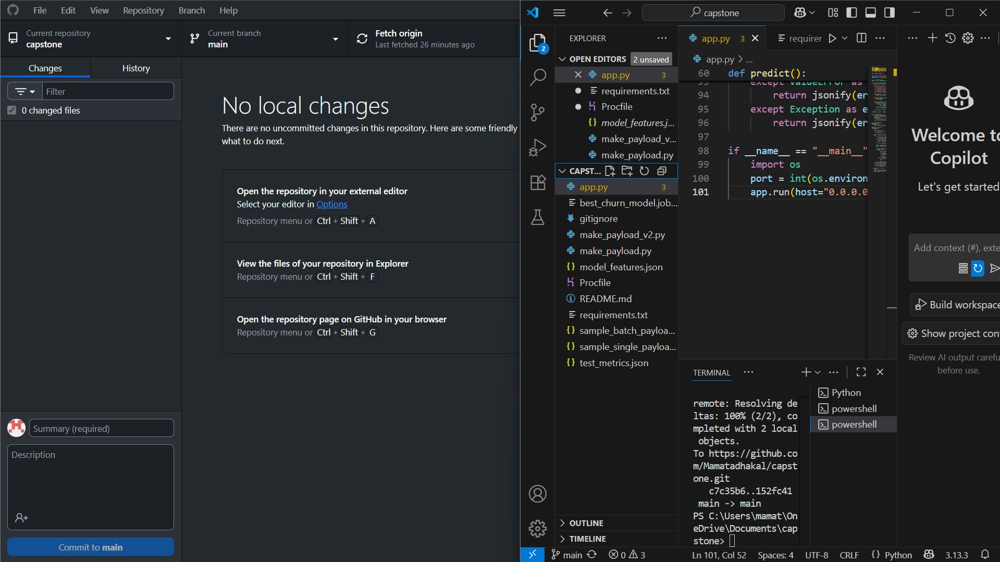 File
Edit
View
Repository
Branch
Help
Current repository
capstone
Current branch
main
Fetch origin
Last fetched 26 minutes ago
Changes
History
Filter
0 changed files
No local changes
There are no uncommitted changes in this repository. Here are some friendly
what to do next.
Open the repository in your external editor
Select your editor in Options
Repository menu or Ctrl + Shift + A
View the files of your repository in Explorer
Repository menu or Ctrl + Shift + F
Open the repository page on GitHub in your browser
Repository menu or Ctrl + Shift + G
Summary (required)
Description
Commit to main
capstone
2
EXPLORER
OPEN EDITORS
2 unsaved
app.py 3
requirements.txt
Procfile
model_features.j...
make_payload_v...
make_payload.py
CAPST...
app.py 3
best_churn_model.job...
gitignore
make_payload_v2.py
make_payload.py
model_features.json
Procfile
README.md
requirements.txt
sample_batch_payloa...
sample_single_payloa...
test_metrics.json
OUTLINE
TIMELINE
app.py 3
requirer
app.py > ...
60 def predict():
93 except ValueError as
94 return jsonify(er
95 except Exception as e
96 return jsonify(er
97
98 if __name__ == "__main__"
99 import os
100 port = int(os.environ
101 app.run(host="0.0.0.0
TERMINAL
Python
powershell
powershell
remote: Resolving de
ltas: 100% (2/2), co
mpleted with 2 local
objects.
To https://github.co
m/Mamatadhakal/capst
one.git
c7c35b6..152fc41
main -> main
PS C:\Users\mamat\On
eDrive\Documents\cap
stone>
Welcome to
Copilot
Let's get started
Add context (#), exte
Build workspace
Show project con
Review AI output carefu
before use.
main
0
3
Ln 101, Col 52
Spaces: 4
UTF-8
CRLF
{} Python
3.13.3